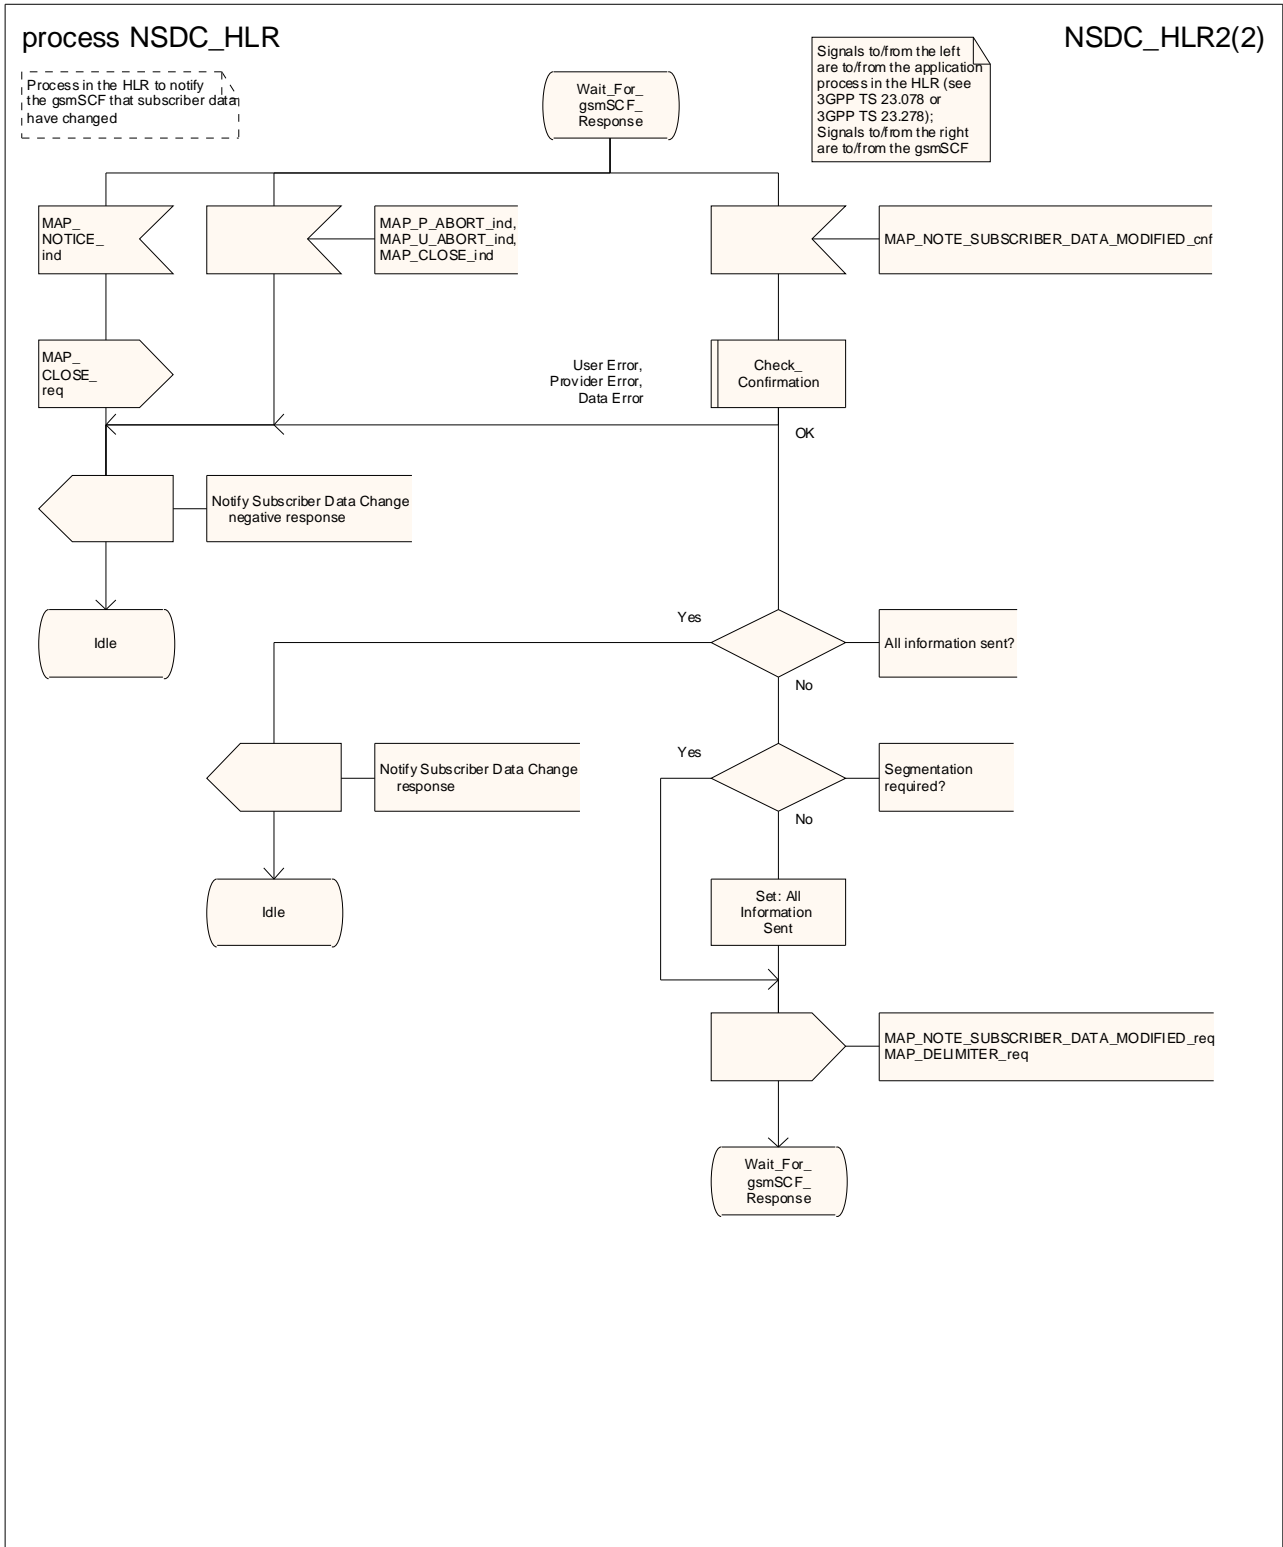 process NSDC_HLR
NSDC_HLR2(2)
Process in the HLR to notify
the gsmSCF that subscriber data
have changed
Wait_For_
gsmSCF_
Response
Signals to/from the left
are to/from the application
process in the HLR (see
3GPP TS 23.078 or
3GPP TS 23.278);
Signals to/from the right
are to/from the gsmSCF
MAP_
NOTICE_
ind
MAP_P_ABORT_ind,
MAP_U_ABORT_ind,
MAP_CLOSE_ind
MAP_NOTE_SUBSCRIBER_DATA_MODIFIED_cnf
MAP_
CLOSE_
req
User Error,
Provider Error,
Data Error
Check_
Confirmation
OK
Notify Subscriber Data Change
negative response
Idle
Yes
All information sent?
No
Notify Subscriber Data Change
response
Yes
Segmentation
required?
No
Idle
Set: All
Information
Sent
MAP_NOTE_SUBSCRIBER_DATA_MODIFIED_req
MAP_DELIMITER_req
Wait_For_
gsmSCF_
Response